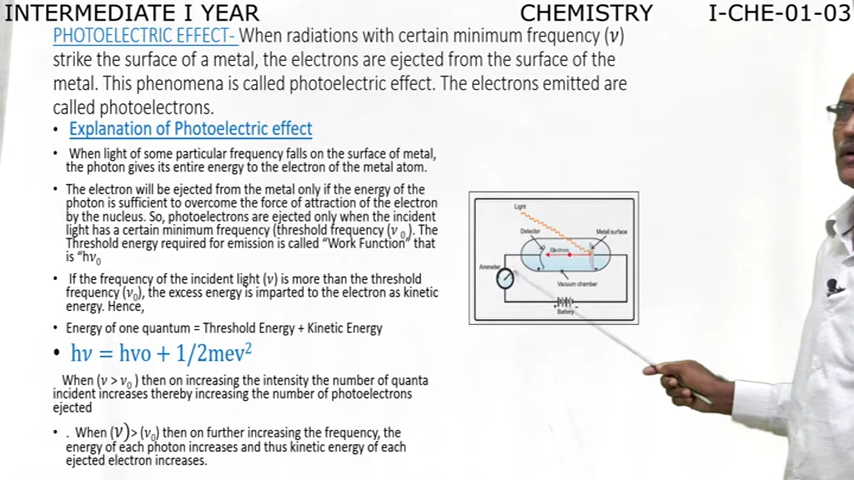 INTERMEDIATE I YEAR CHEMISTRY I-CHE-01-03
PHOTOELECTRIC EFFECT- When radiations with certain minimum frequency (ν)
strike the surface of a metal, the electrons are ejected from the surface of the
metal. This phenomena is called photoelectric effect. The electrons emitted are
called photoelectrons.
• Explanation of Photoelectric effect
• When light of some particular frequency falls on the surface of metal,
the photon gives its entire energy to the electron of the metal atom.
• The electron will be ejected from the metal only if the energy of the
photon is sufficient to overcome the force of attraction of the electron
by the nucleus. So, photoelectrons are ejected only when the incident
light has a certain minimum frequency (threshold frequency (ν ₀). The
Threshold energy required for emission is called “Work Function” that
is “hν₀
• If the frequency of the incident light (ν) is more than the threshold
frequency (ν₀), the excess energy is imparted to the electron as kinetic
energy. Hence,
• Energy of one quantum = Threshold Energy + Kinetic Energy
• hν = hνo + 1/2mev²
When (ν > ν₀ ) then on increasing the intensity the number of quanta
incident increases thereby increasing the number of photoelectrons
ejected
• . When (ν)> (ν₀) then on further increasing the frequency, the
energy of each photon increases and thus kinetic energy of each
ejected electron increases.
Light
Detector
Metal surface
Electrons
Ammeter
Vacuum chamber
Battery